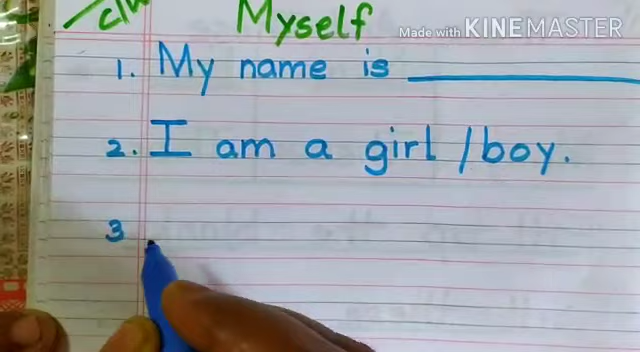 c/w
Myself
Made with KINEMASTER
1. My name is
2. I am a girl / boy.
3